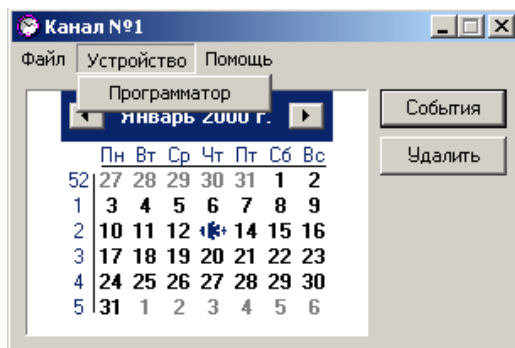 Канал №1
Файл Устройство Помощь
Программатор
Январь 2000 г.
События
Удалить
Пн Вт Ср Чт Пт Сб Вс
52 27 28 29 30 31 1 2
1 3 4 5 6 7 8 9
2 10 11 12 13 14 15 16
3 17 18 19 20 21 22 23
4 24 25 26 27 28 29 30
5 31 1 2 3 4 5 6